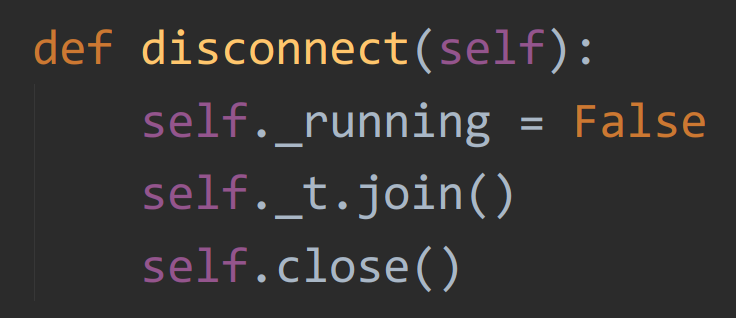 def disconnect(self):
    self._running = False
    self._t.join()
    self.close()